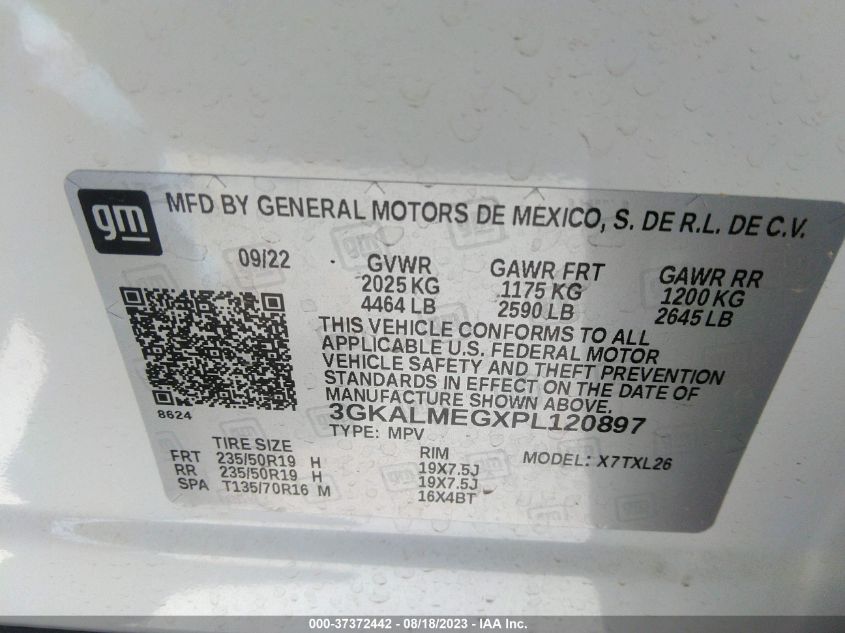 gm MFD BY GENERAL MOTORS DE MEXICO, S. DE R.L. DE C.V.
09/22 GVWR GAWR FRT GAWR RR
2025 KG 1175 KG 1200 KG
4464 LB 2590 LB 2645 LB
THIS VEHICLE CONFORMS TO ALL
APPLICABLE U.S. FEDERAL MOTOR
VEHICLE SAFETY AND THEFT PREVENTION
STANDARDS IN EFFECT ON THE DATE OF
MANUFACTURE SHOWN ABOVE.
8624
3GKALMEGXPL120897
TYPE: MPV
TIRE SIZE RIM MODEL: X7TXL26
FRT 235/50R19 H 19X7.5J
RR 235/50R19 H 19X7.5J
SPA T135/70R16 M 16X4BT
000-37372442 - 08/18/2023 - IAA Inc.